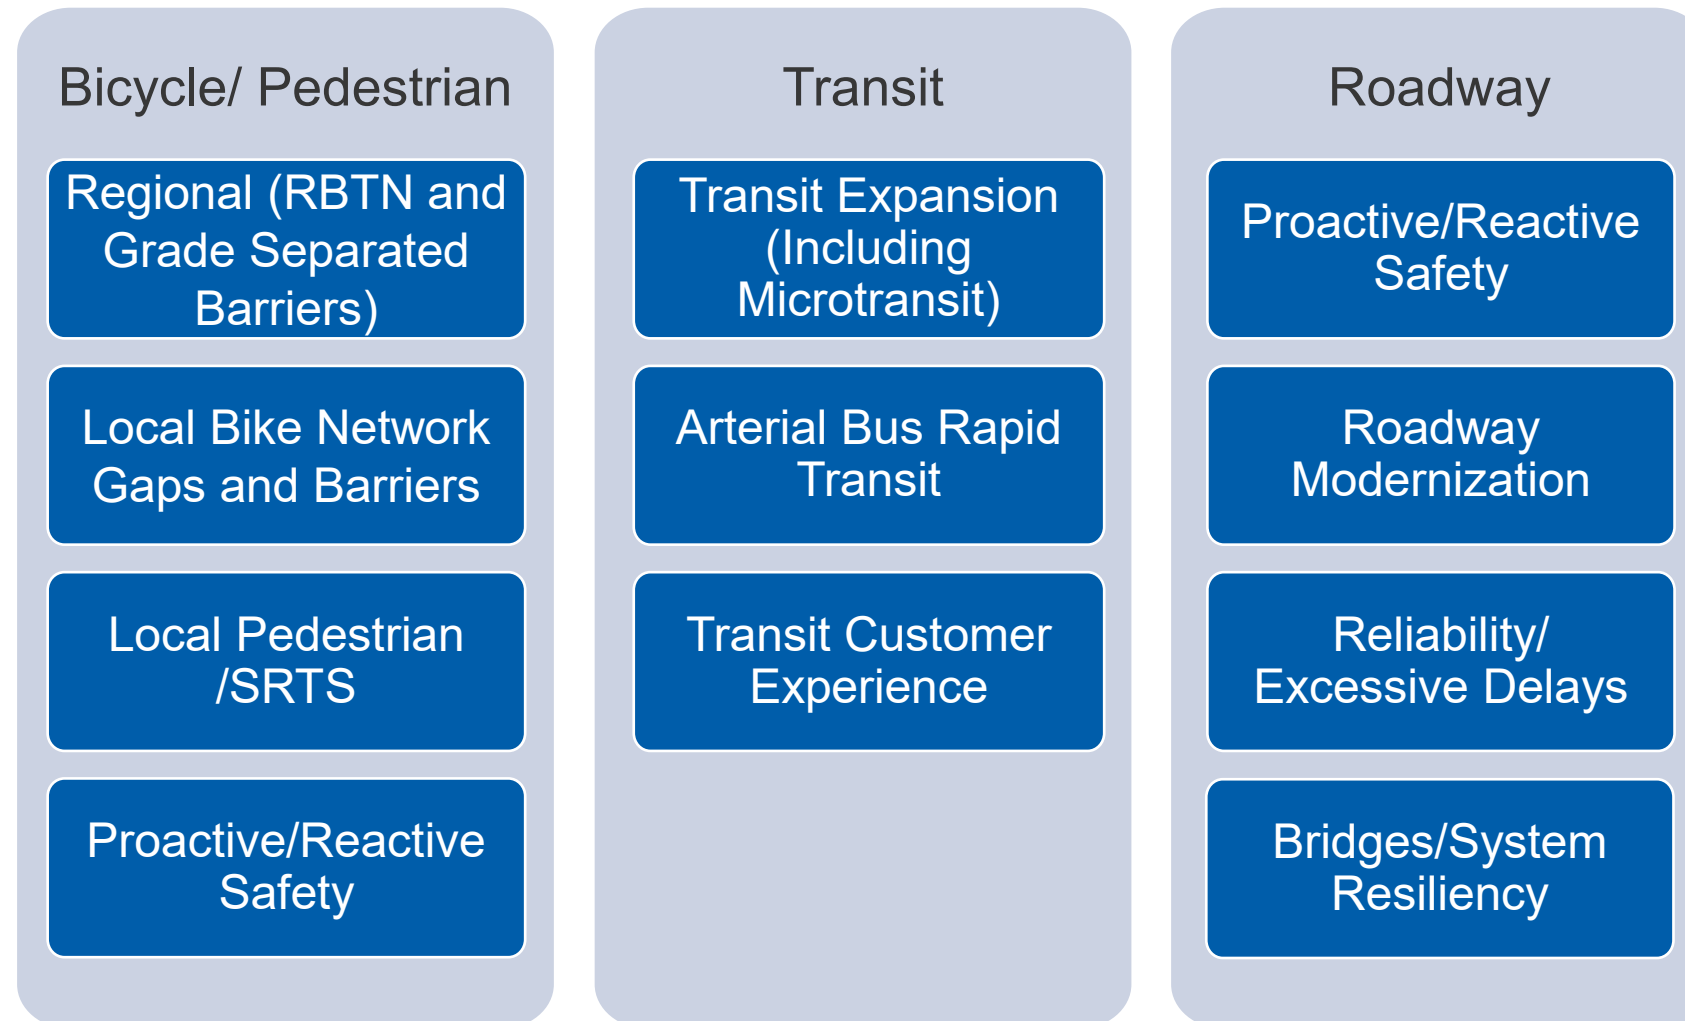 Bicycle/ Pedestrian
Regional (RBTN and
Grade Separated
Barriers)
Local Bike Network
Gaps and Barriers
Local Pedestrian
/SRTS
Proactive/Reactive
Safety
Transit
Transit Expansion
(Including
Microtransit)
Arterial Bus Rapid
Transit
Transit Customer
Experience
Roadway
Proactive/Reactive
Safety
Roadway
Modernization
Reliability/
Excessive Delays
Bridges/System
Resiliency